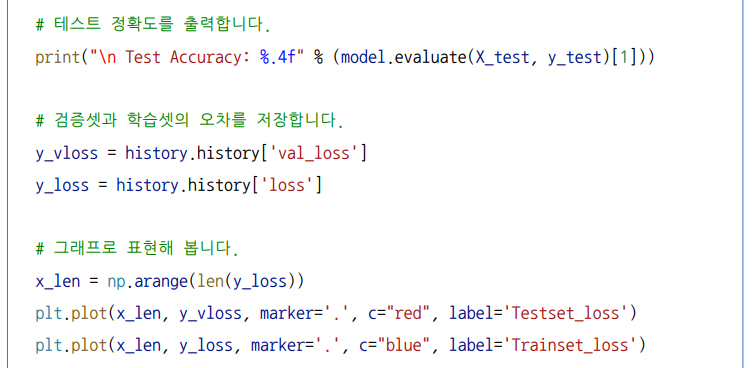 # 테스트 정확도를 출력합니다.
print("\n Test Accuracy: %.4f" % (model.evaluate(X_test, y_test)[1]))
# 검증셋과 학습셋의 오차를 저장합니다.
y_vloss = history.history['val_loss']
y_loss = history.history['loss']
# 그래프로 표현해 봅니다.
x_len = np.arange(len(y_loss))
plt.plot(x_len, y_vloss, marker='.', c="red", label='Testset_loss')
plt.plot(x_len, y_loss, marker='.', c="blue", label='Trainset_loss')